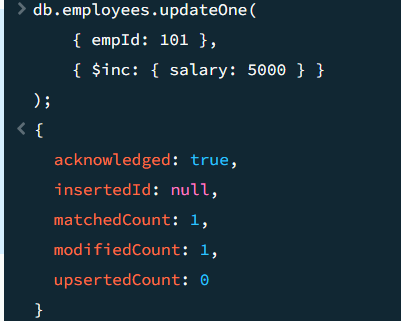 > db.employees.updateOne(
    { empId: 101 },
    { $inc: { salary: 5000 } }
);
< {
  acknowledged: true,
  insertedId: null,
  matchedCount: 1,
  modifiedCount: 1,
  upsertedCount: 0
}